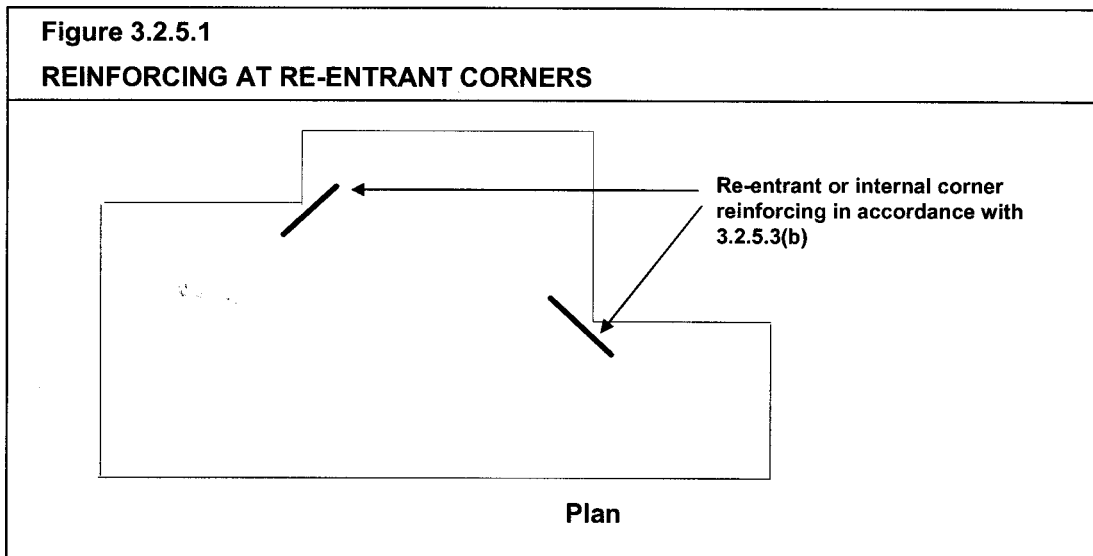 Figure 3.2.5.1
REINFORCING AT RE-ENTRANT CORNERS
Re-entrant or internal corner
reinforcing in accordance with
3.2.5.3(b)
Plan